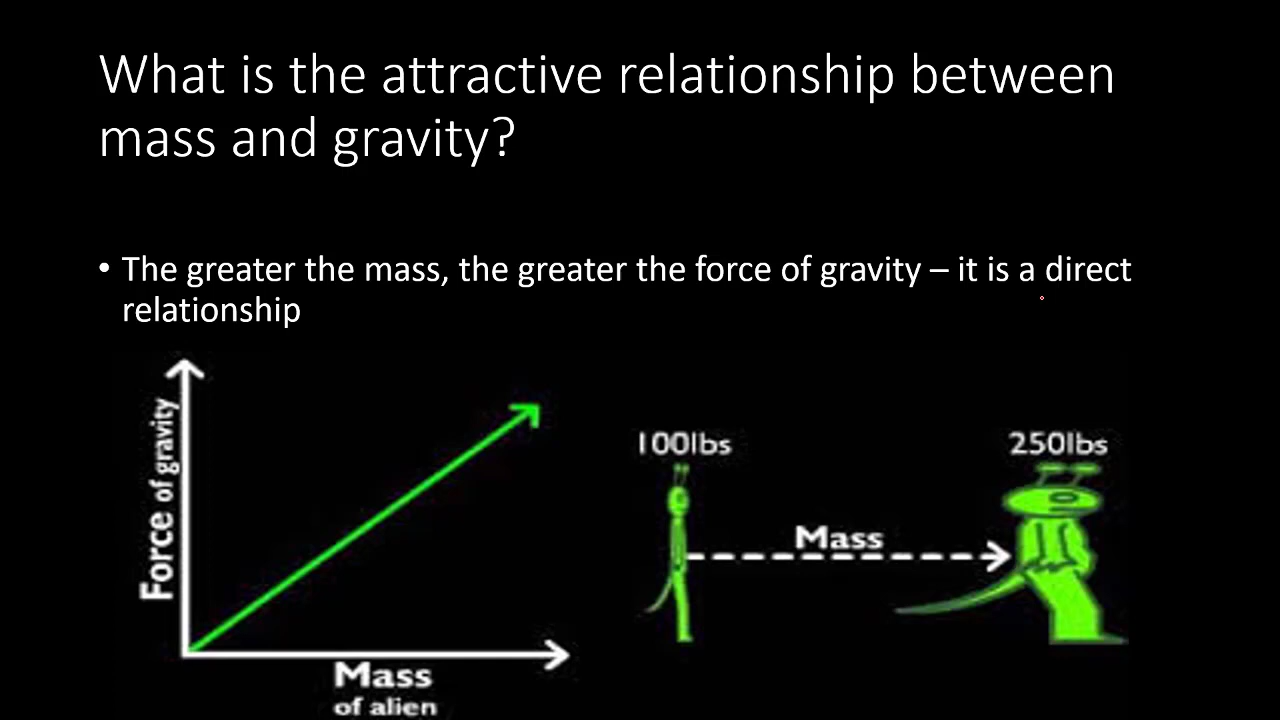 What is the attractive relationship between
mass and gravity?
• The greater the mass, the greater the force of gravity – it is a direct
relationship
Force of gravity
Mass
of alien
100lbs
Mass
250lbs